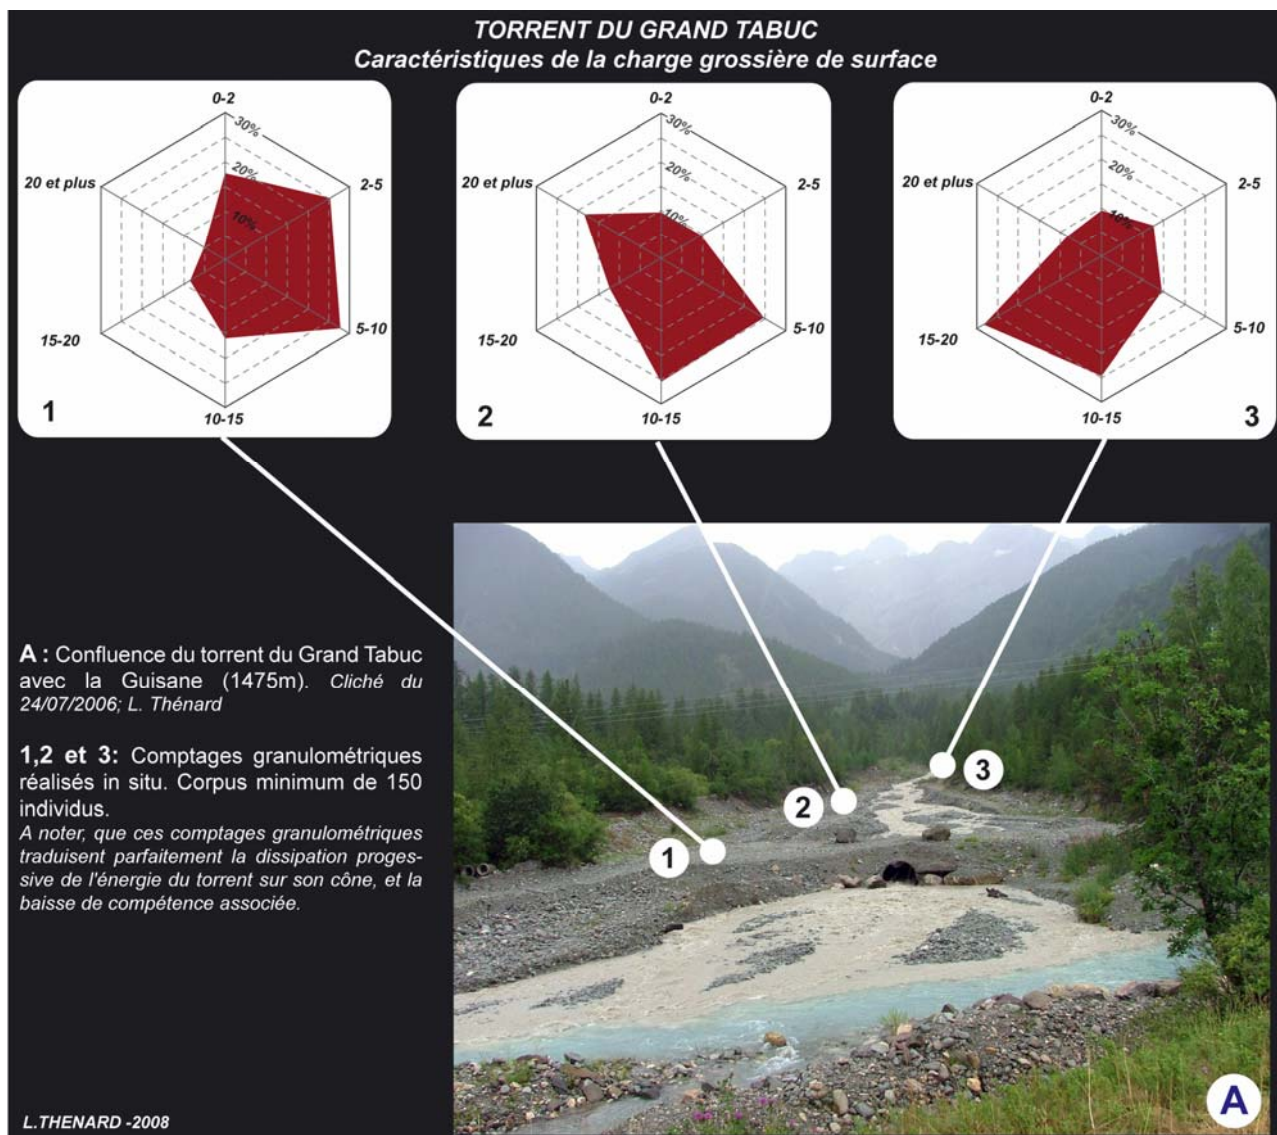 TORRENT DU GRAND TABUC
Caractéristiques de la charge grossière de surface
0-2
30%
20%
10%
2-5
5-10
10-15
15-20
20 et plus
1
0-2
30%
20%
10%
2-5
5-10
10-15
15-20
20 et plus
2
0-2
30%
20%
10%
2-5
5-10
10-15
15-20
20 et plus
3
A : Confluence du torrent du Grand Tabuc
avec la Guisane (1475m). Cliché du
24/07/2006; L. Thénard
1,2 et 3: Comptages granulométriques
réalisés in situ. Corpus minimum de 150
individus.
A noter, que ces comptages granulométriques
traduisent parfaitement la dissipation proges-
sive de l'énergie du torrent sur son cône, et la
baisse de compétence associée.
1
2
3
A
L.THENARD -2008